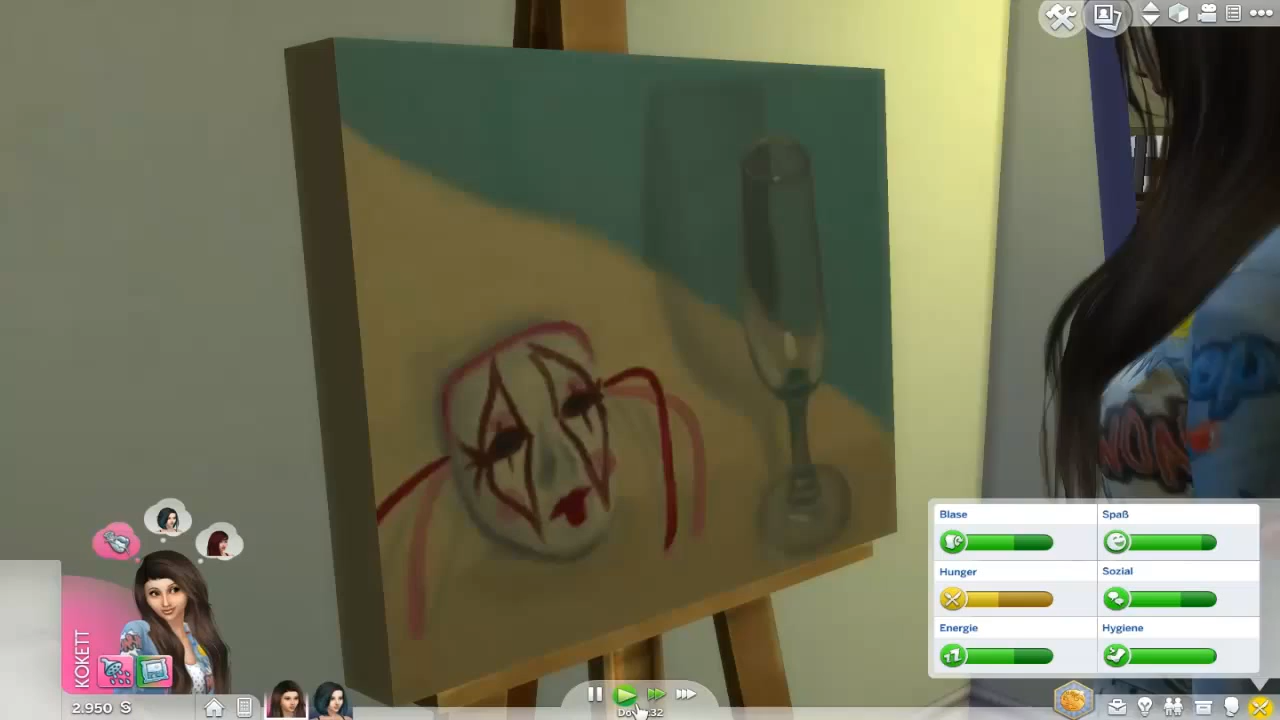 Blase
Spaß
Hunger
Sozial
Energie
Hygiene
KOKETT
2.950 S